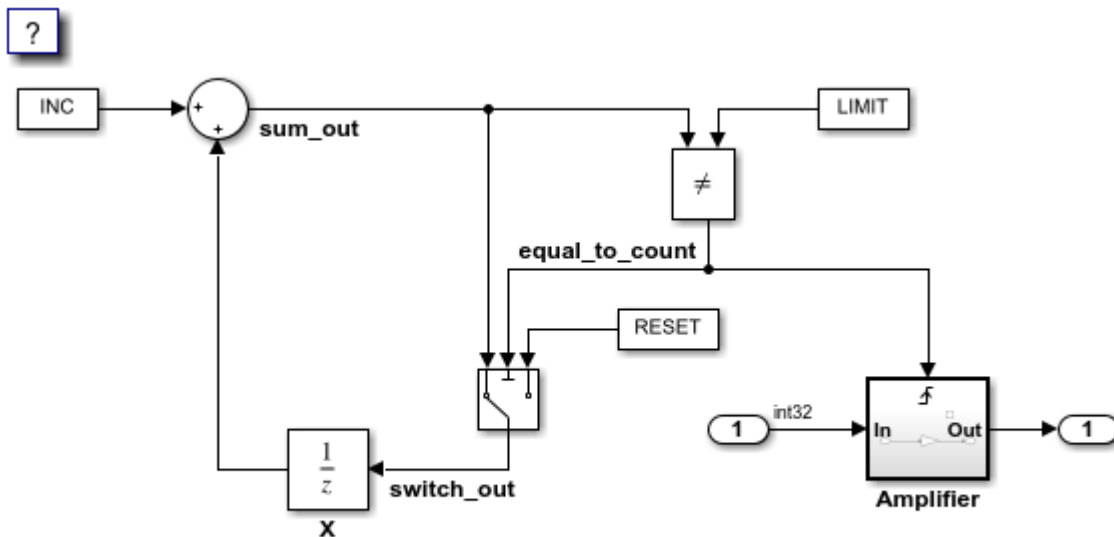 ?
INC
+
+
sum_out
LIMIT
≠
equal_to_count
RESET
1
int32
In
Out
1
Amplifier
1
z
switch_out
X